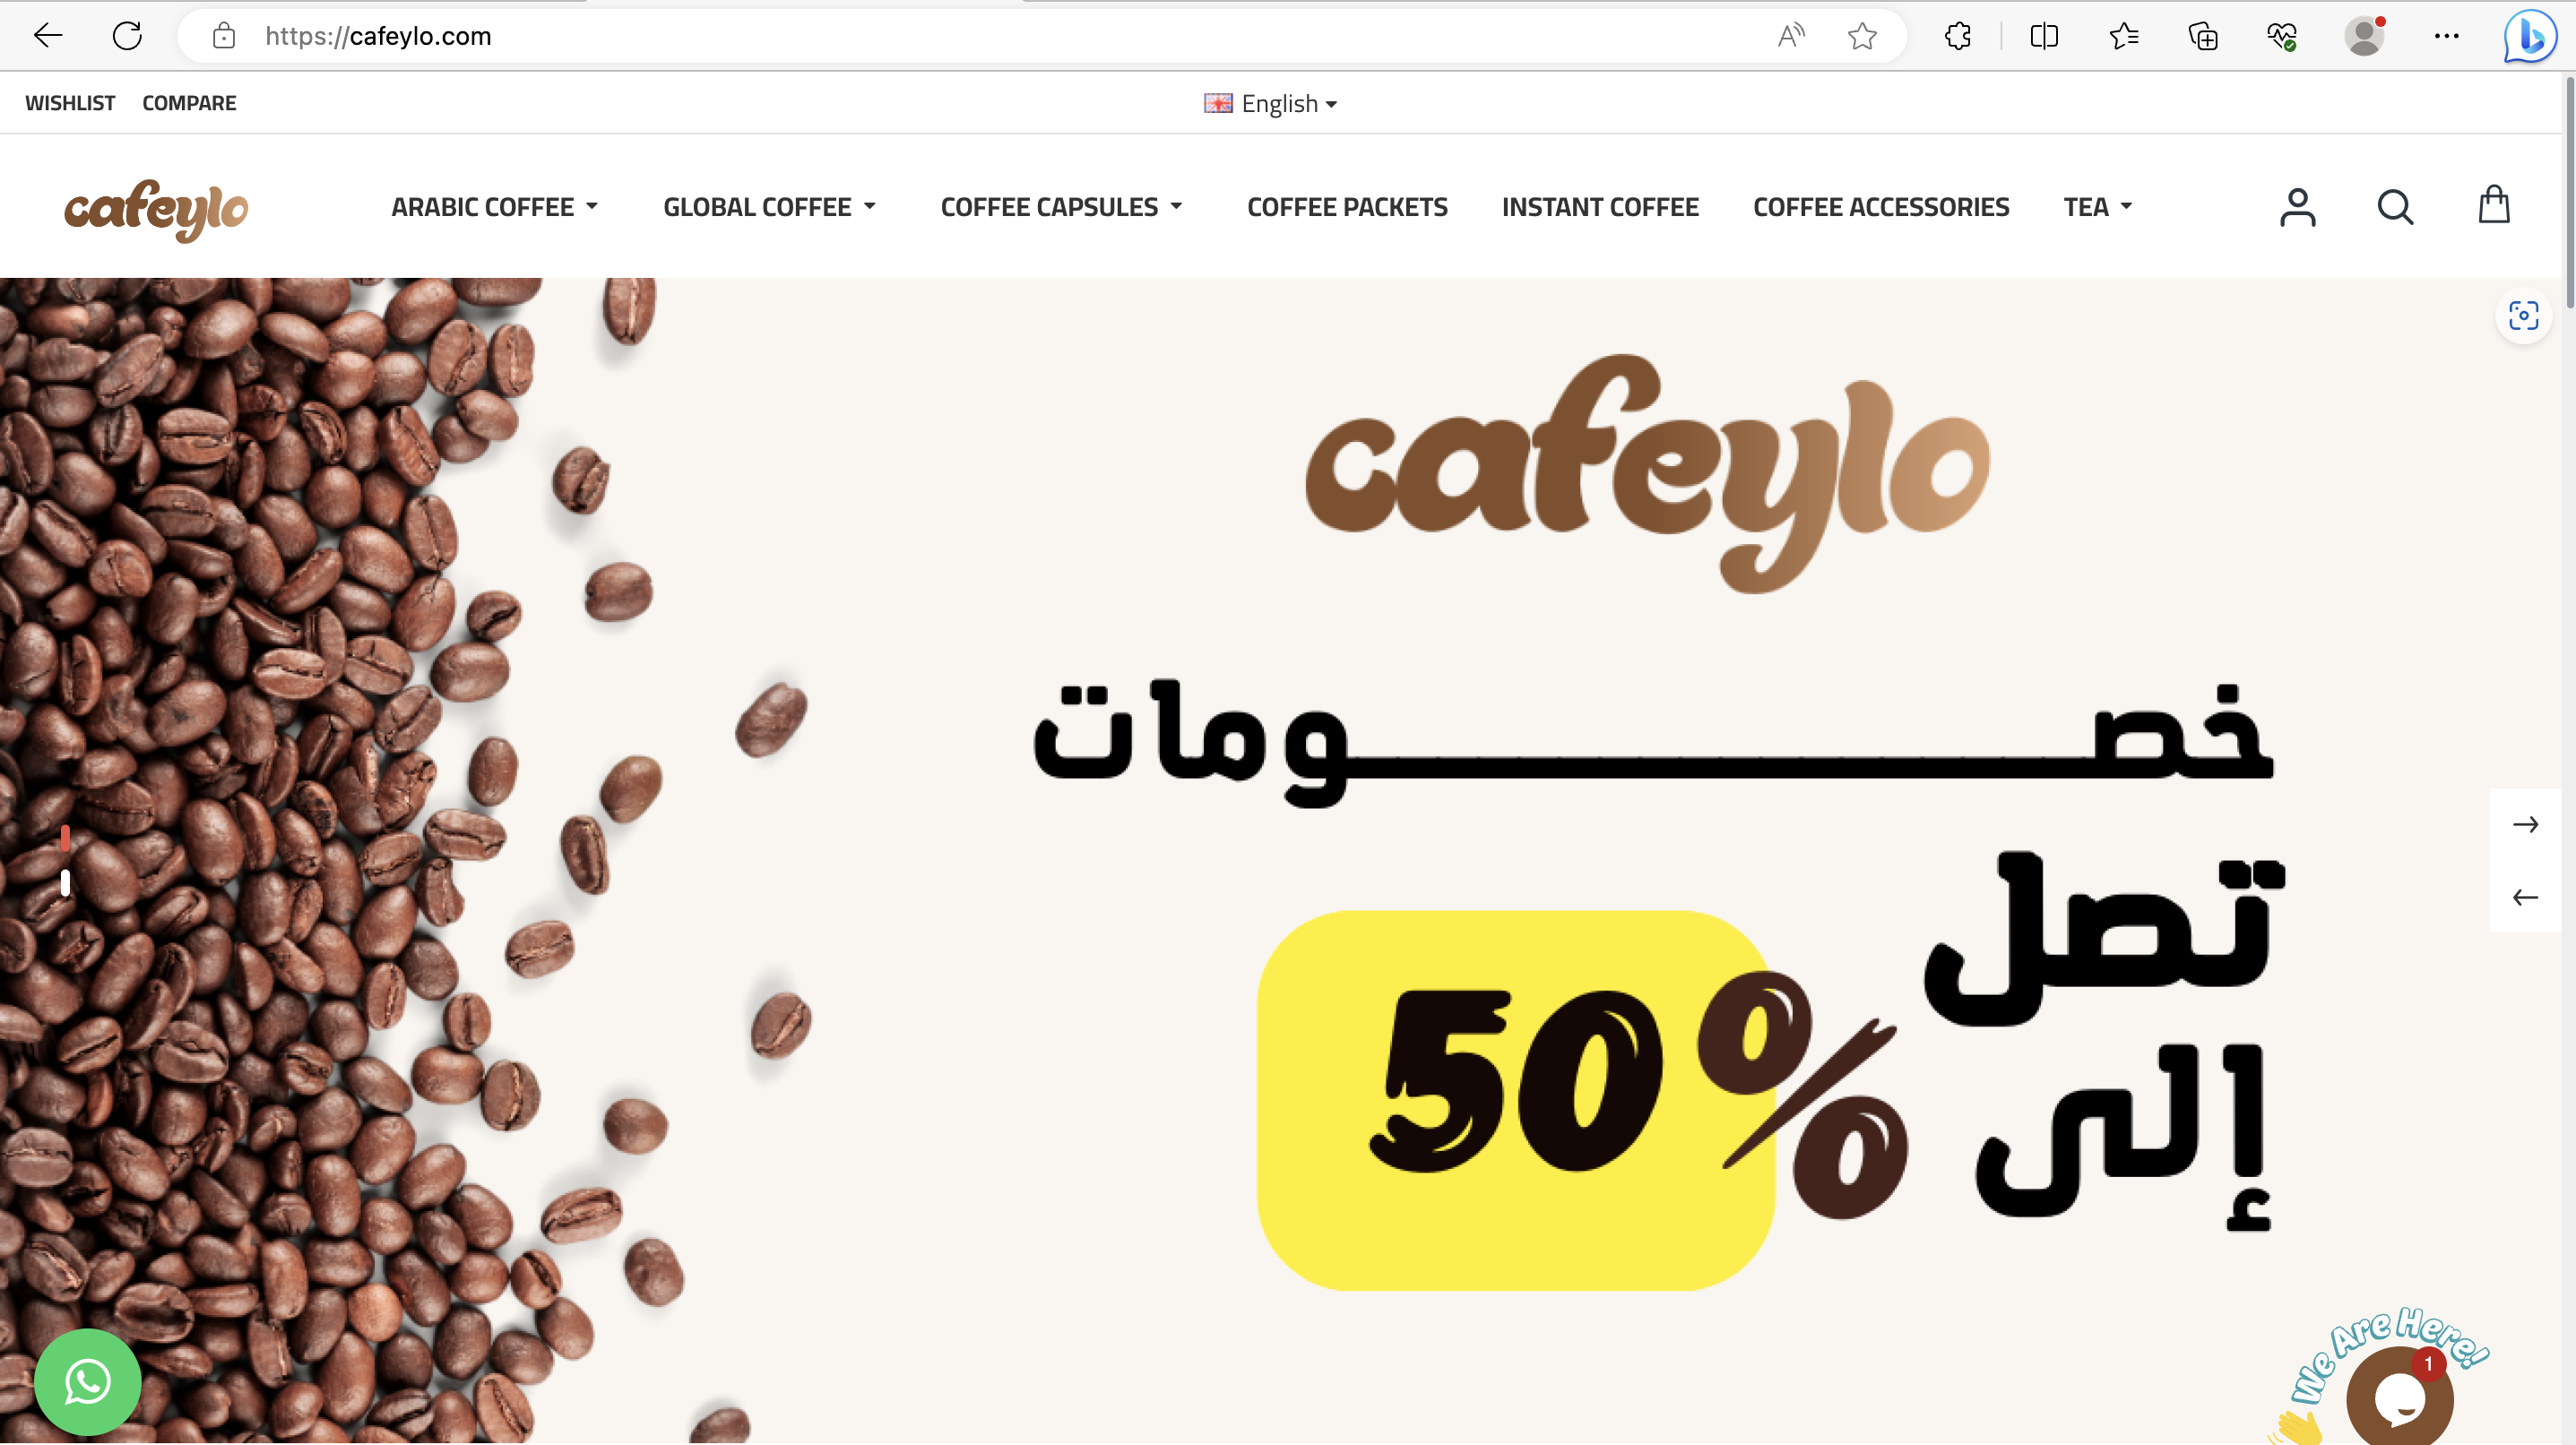 https://cafeylo.com
WISHLIST COMPARE
English
cafeylo
ARABIC COFFEE GLOBAL COFFEE COFFEE CAPSULES COFFEE PACKETS INSTANT COFFEE COFFEE ACCESSORIES TEA
cafeylo
خصـــــــــــــــومات
تصل
إلى 50%
We Are Here!
1